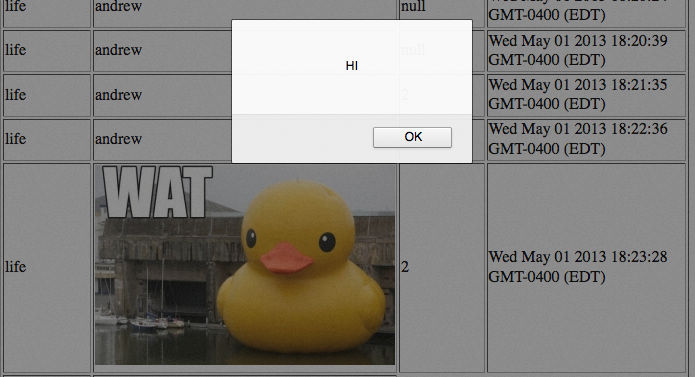 life andrew null GMT-0400 (EDT)
life andrew null Wed May 01 2013 18:20:39
GMT-0400 (EDT)
life andrew 2 Wed May 01 2013 18:21:35
GMT-0400 (EDT)
life andrew Wed May 01 2013 18:22:36
GMT-0400 (EDT)
HI
OK
WAT
life 2 Wed May 01 2013 18:23:28
GMT-0400 (EDT)